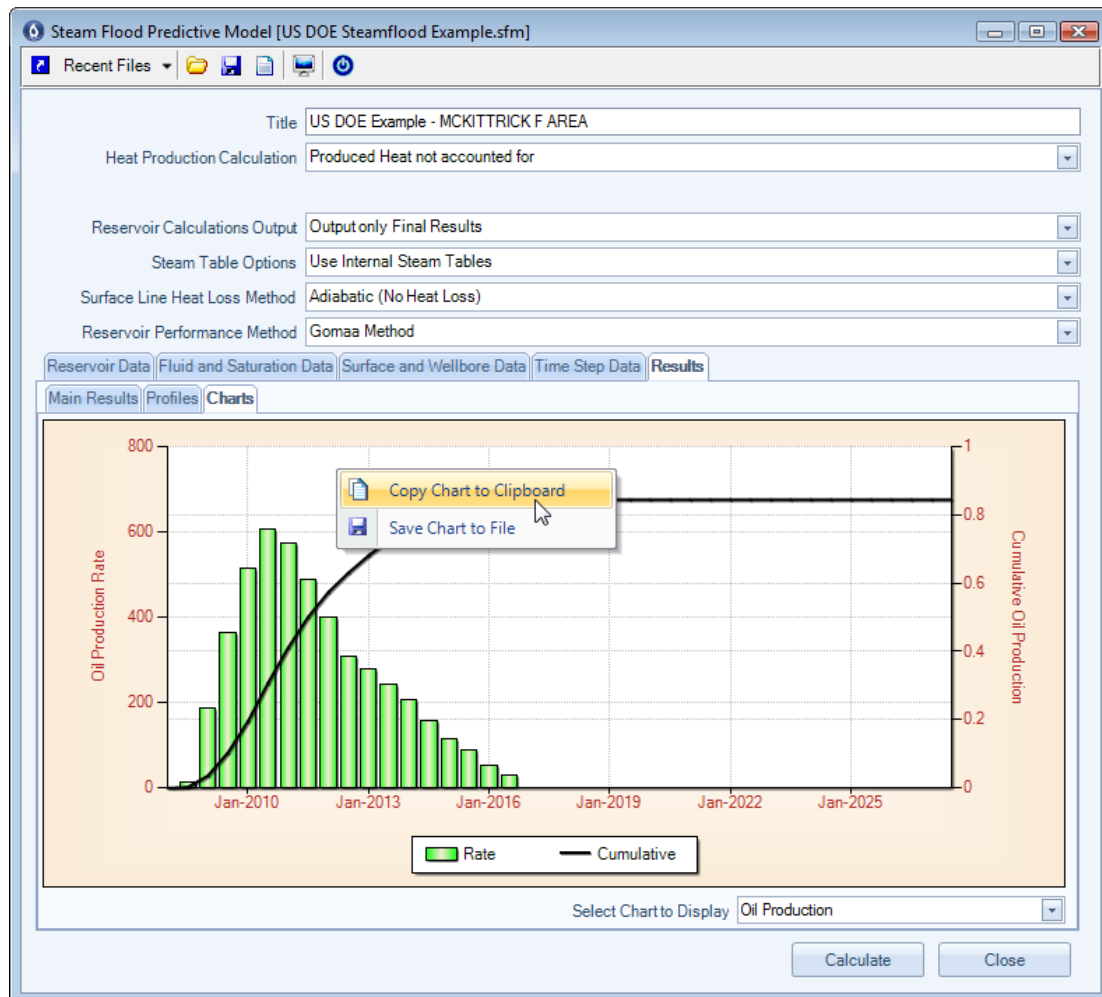 Steam Flood Predictive Model [US DOE Steamflood Example.sfm]
Recent Files
Title US DOE Example - MCKITTRICK F AREA
Heat Production Calculation Produced Heat not accounted for
Reservoir Calculations Output Output only Final Results
Steam Table Options Use Internal Steam Tables
Surface Line Heat Loss Method Adiabatic (No Heat Loss)
Reservoir Performance Method Gomaa Method
Reservoir Data Fluid and Saturation Data Surface and Wellbore Data Time Step Data Results
Main Results Profiles Charts
Oil Production Rate
800
600
400
200
0
Copy Chart to Clipboard
Save Chart to File
1
0.8
0.6
0.4
0.2
0
Cumulative Oil Production
Jan-2010 Jan-2013 Jan-2016 Jan-2019 Jan-2022 Jan-2025
Rate Cumulative
Select Chart to Display Oil Production
Calculate Close